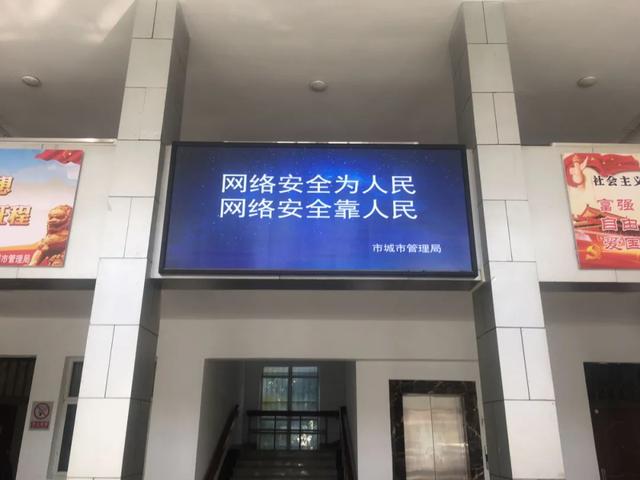 网络安全为人民
网络安全靠人民
市城市管理局
想
征程
市管理局
社会主义
富强
自由
爱国